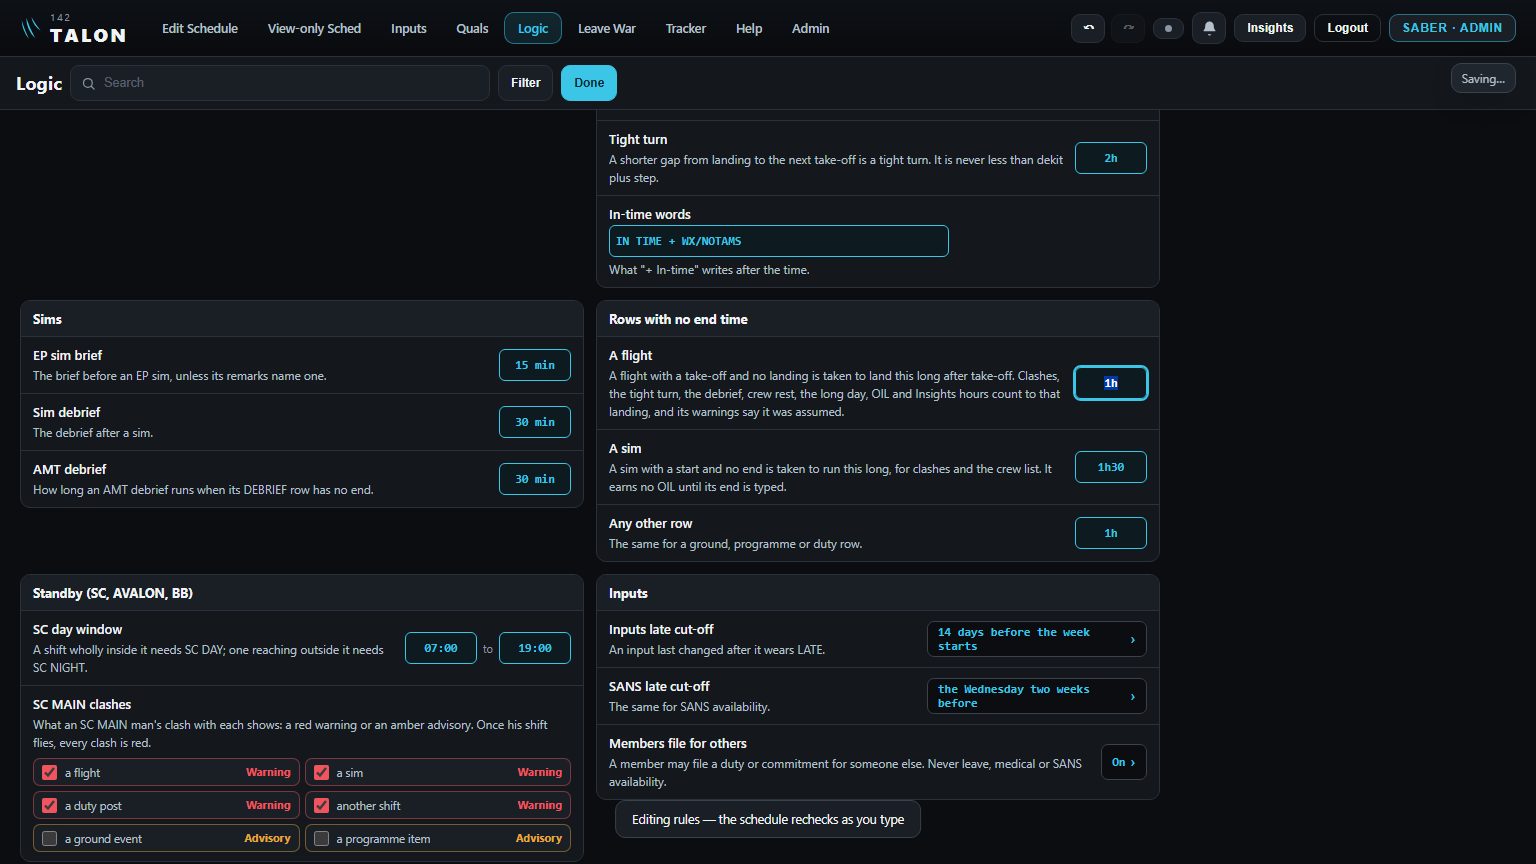 142
TALON
Edit Schedule
View-only Sched
Inputs
Quals
Logic
Leave War
Tracker
Help
Admin
Insights
Logout
SABER · ADMIN
Logic
Search
Filter
Done
Saving...
Tight turn
A shorter gap from landing to the next take-off is a tight turn. It is never less than dekit
plus step.
2h
In-time words
IN TIME + WX/NOTAMS
What "+ In-time" writes after the time.
Sims
EP sim brief
The brief before an EP sim, unless its remarks name one.
15 min
Sim debrief
The debrief after a sim.
30 min
AMT debrief
How long an AMT debrief runs when its DEBRIEF row has no end.
30 min
Rows with no end time
A flight
A flight with a take-off and no landing is taken to land this long after take-off. Clashes,
the tight turn, the debrief, crew rest, the long day, OIL and Insights hours count to that
landing, and its warnings say it was assumed.
1h
A sim
A sim with a start and no end is taken to run this long, for clashes and the crew list. It
earns no OIL until its end is typed.
1h30
Any other row
The same for a ground, programme or duty row.
1h
Standby (SC, AVALON, BB)
SC day window
A shift wholly inside it needs SC DAY; one reaching outside it needs
SC NIGHT.
07:00 to 19:00
SC MAIN clashes
What an SC MAIN man's clash with each shows: a red warning or an amber advisory. Once his shift
flies, every clash is red.
a flight Warning
a sim Warning
a duty post Warning
another shift Warning
a ground event Advisory
a programme item Advisory
Inputs
Inputs late cut-off
An input last changed after it wears LATE.
14 days before the week
starts ›
SANS late cut-off
The same for SANS availability.
the Wednesday two weeks
before ›
Members file for others
A member may file a duty or commitment for someone else. Never leave, medical or SANS
availability.
On ›
Editing rules — the schedule rechecks as you type